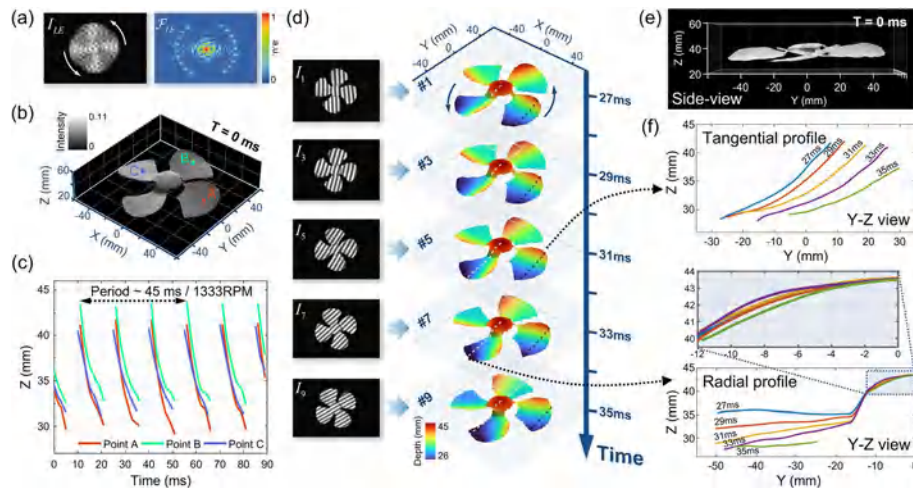 (a)
I_LE
F_LE
1
a.u.
0
(b)
0.11
Intensity
0
T = 0 ms
C
B
60
20
Z (mm)
-40
0
40
X (mm)
-40
0
40
Y (mm)
(c)
Period ~ 45 ms / 1333RPM
40
35
30
Z (mm)
Point A
Point B
Point C
0
10
20
30
40
50
60
70
80
90
Time (ms)
(d)
Y (mm)
-40
0
40
X (mm)
-40
0
40
I1
#1
27ms
I3
#3
29ms
I5
#5
31ms
I7
#7
33ms
I9
#9
35ms
Depth (mm)
45
26
Time
(e)
T = 0 ms
60
40
20
Z (mm)
Side-view
-40
-20
0
20
40
Y (mm)
(f)
45
40
35
30
Z (mm)
Tangential profile
27ms
29ms
31ms
33ms
35ms
Y-Z view
-30
-20
-10
0
10
20
30
Y (mm)
44
43
42
41
40
-12
-10
-8
-6
-4
-2
0
45
40
35
30
25
Z (mm)
Radial profile
27ms
29ms
31ms
33ms
35ms
Y-Z view
-50
-40
-30
-20
-10
0
Y (mm)